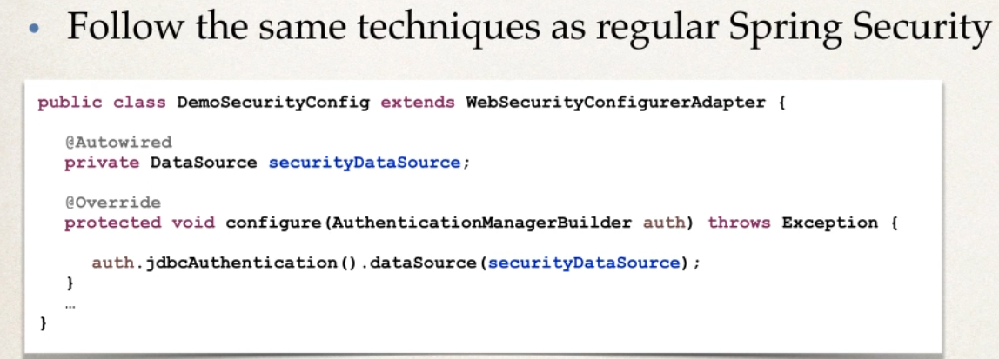 • Follow the same techniques as regular Spring Security
public class DemoSecurityConfig extends WebSecurityConfigurerAdapter {
@Autowired
private DataSource securityDataSource;
@Override
protected void configure(AuthenticationManagerBuilder auth) throws Exception {
auth.jdbcAuthentication().dataSource(securityDataSource);
}
…
}